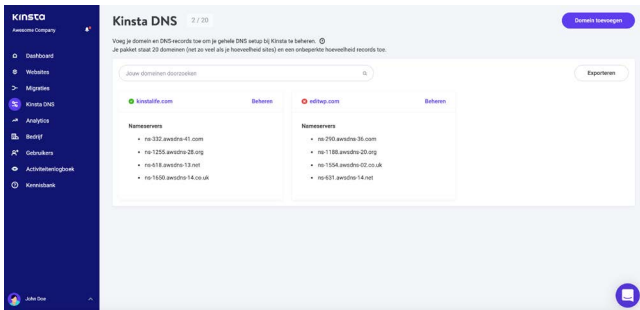 KINSTA
Awesome Company
Dashboard
Websites
Migraties
Kinsta DNS
Analytics
Bedrijf
Gebruikers
Activiteitenlogboek
Kennisbank
John Doe
Kinsta DNS 2 / 20
Domein toevoegen
Voeg je domein en DNS-records toe om je gehele DNS setup bij Kinsta te beheren.
Je pakket staat 20 domeinen (net zo veel als je hoeveelheid sites) en een onbeperkte hoeveelheid records toe.
Jouw domeinen doorzoeken
Exporteren
kinstalife.com Beheren
Nameservers
ns-332.awsdns-41.com
ns-1255.awsdns-28.org
ns-618.awsdns-13.net
ns-1650.awsdns-14.co.uk
editwp.com Beheren
Nameservers
ns-290.awsdns-36.com
ns-1188.awsdns-20.org
ns-1554.awsdns-02.co.uk
ns-631.awsdns-14.net